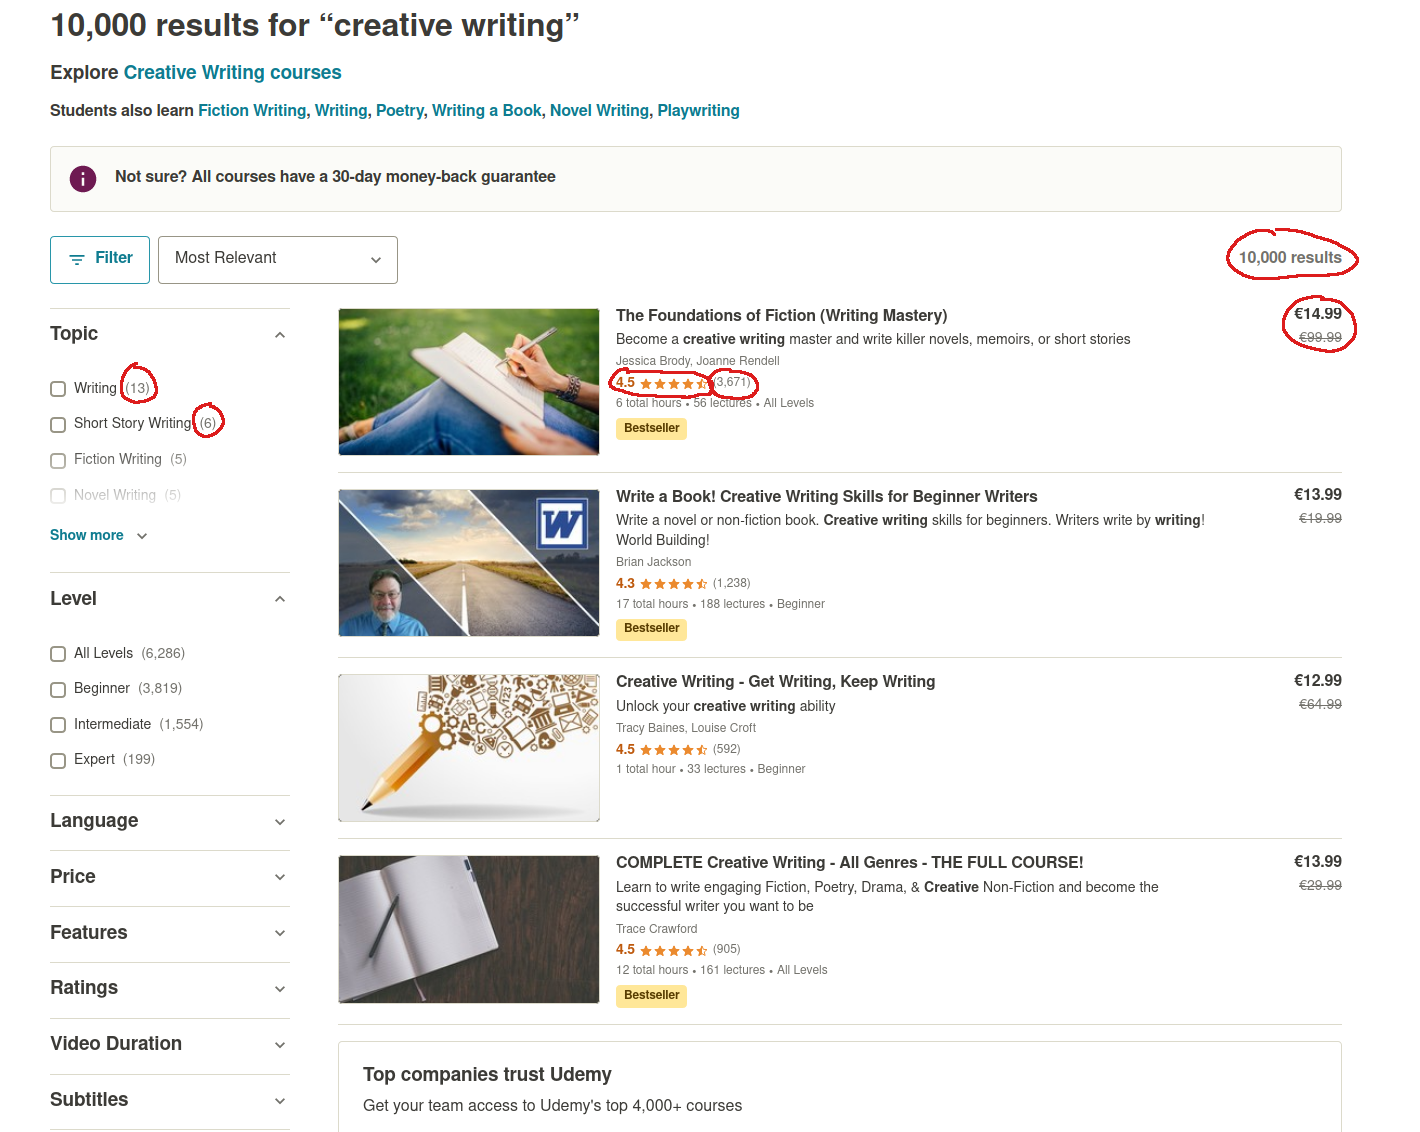 10,000 results for “creative writing”
Explore Creative Writing courses
Students also learn Fiction Writing, Writing, Poetry, Writing a Book, Novel Writing, Playwriting
i
Not sure? All courses have a 30-day money-back guarantee
Filter
Most Relevant
10,000 results
Topic
Writing (13)
Short Story Writing (6)
Fiction Writing (5)
Novel Writing (5)
Show more
Level
All Levels (6,286)
Beginner (3,819)
Intermediate (1,554)
Expert (199)
Language
Price
Features
Ratings
Video Duration
Subtitles
The Foundations of Fiction (Writing Mastery)
€14.99
Become a creative writing master and write killer novels, memoirs, or short stories
€99.99
Jessica Brody, Joanne Rendell
4.5 (3,671)
6 total hours • 56 lectures • All Levels
Bestseller
W
Write a Book! Creative Writing Skills for Beginner Writers
€13.99
Write a novel or non-fiction book. Creative writing skills for beginners. Writers write by writing!
World Building!
€19.99
Brian Jackson
4.3 (1,238)
17 total hours • 188 lectures • Beginner
Bestseller
Creative Writing - Get Writing, Keep Writing
€12.99
Unlock your creative writing ability
€64.99
Tracy Baines, Louise Croft
4.5 (592)
1 total hour • 33 lectures • Beginner
COMPLETE Creative Writing - All Genres - THE FULL COURSE!
€13.99
Learn to write engaging Fiction, Poetry, Drama, & Creative Non-Fiction and become the
successful writer you want to be
€29.99
Trace Crawford
4.5 (905)
12 total hours • 161 lectures • All Levels
Bestseller
Top companies trust Udemy
Get your team access to Udemy's top 4,000+ courses